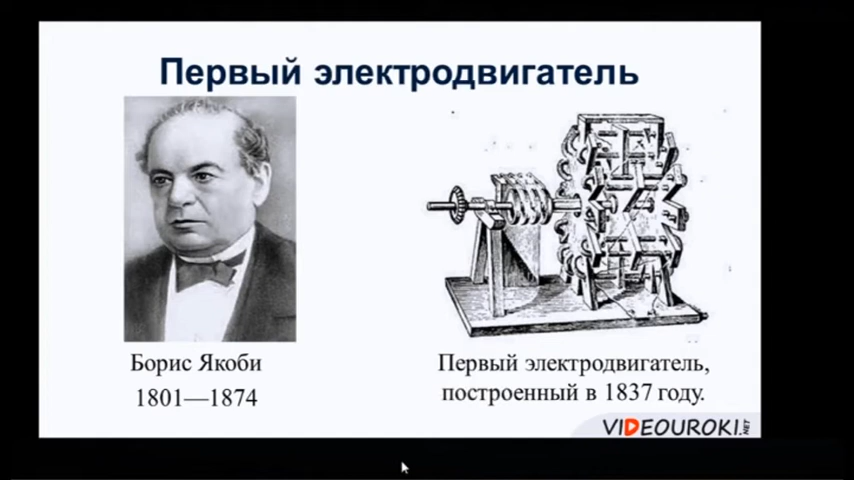 Первый электродвигатель
Борис Якоби
1801—1874
Первый электродвигатель,
построенный в 1837 году.
VIDEOUROKI.NET